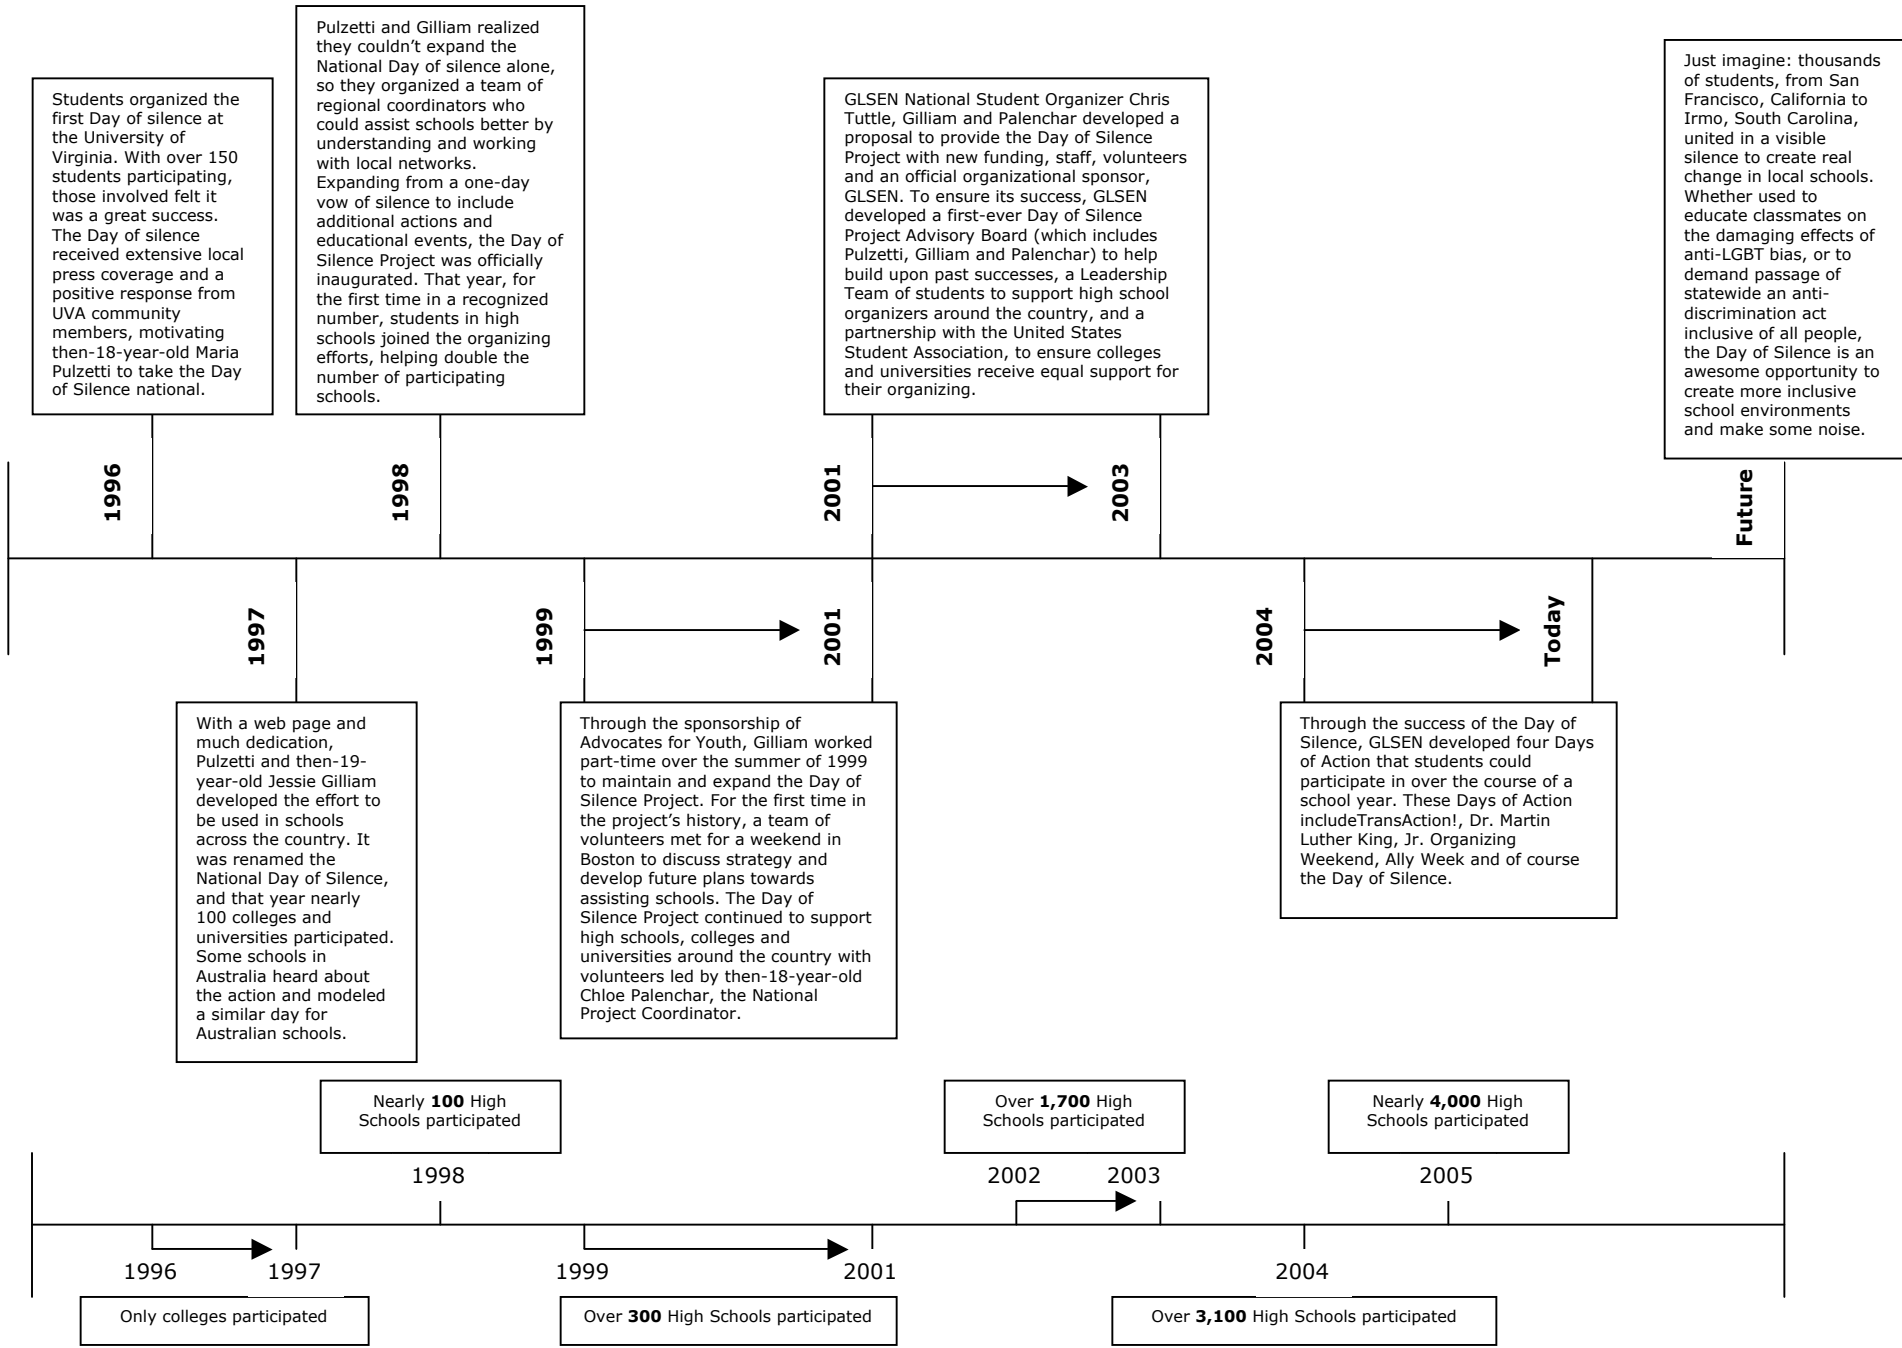 Students organized the
first Day of silence at
the University of
Virginia. With over 150
students participating,
those involved felt it
was a great success.
The Day of silence
received extensive local
press coverage and a
positive response from
UVA community
members, motivating
then-18-year-old Maria
Pulzetti to take the Day
of Silence national.
Pulzetti and Gilliam realized
they couldn't expand the
National Day of silence alone,
so they organized a team of
regional coordinators who
could assist schools better by
understanding and working
with local networks.
Expanding from a one-day
vow of silence to include
additional actions and
educational events, the Day of
Silence Project was officially
inaugurated. That year, for
the first time in a recognized
number, students in high
schools joined the organizing
efforts, helping double the
number of participating
schools.
GLSEN National Student Organizer Chris
Tuttle, Gilliam and Palenchar developed a
proposal to provide the Day of Silence
Project with new funding, staff, volunteers
and an official organizational sponsor,
GLSEN. To ensure its success, GLSEN
developed a first-ever Day of Silence
Project Advisory Board (which includes
Pulzetti, Gilliam and Palenchar) to help
build upon past successes, a Leadership
Team of students to support high school
organizers around the country, and a
partnership with the United States
Student Association, to ensure colleges
and universities receive equal support for
their organizing.
Just imagine: thousands
of students, from San
Francisco, California to
Irmo, South Carolina,
united in a visible
silence to create real
change in local schools.
Whether used to
educate classmates on
the damaging effects of
anti-LGBT bias, or to
demand passage of
statewide an anti-
discrimination act
inclusive of all people,
the Day of Silence is an
awesome opportunity to
create more inclusive
school environments
and make some noise.
1996
1998
2001
2003
Future
1997
1999
2001
2004
Today
With a web page and
much dedication,
Pulzetti and then-19-
year-old Jessie Gilliam
developed the effort to
be used in schools
across the country. It
was renamed the
National Day of Silence,
and that year nearly
100 colleges and
universities participated.
Some schools in
Australia heard about
the action and modeled
a similar day for
Australian schools.
Through the sponsorship of
Advocates for Youth, Gilliam worked
part-time over the summer of 1999
to maintain and expand the Day of
Silence Project. For the first time in
the project's history, a team of
volunteers met for a weekend in
Boston to discuss strategy and
develop future plans towards
assisting schools. The Day of
Silence Project continued to support
high schools, colleges and
universities around the country with
volunteers led by then-18-year-old
Chloe Palenchar, the National
Project Coordinator.
Through the success of the Day of
Silence, GLSEN developed four Days
of Action that students could
participate in over the course of a
school year. These Days of Action
includeTransAction!, Dr. Martin
Luther King, Jr. Organizing
Weekend, Ally Week and of course
the Day of Silence.
Nearly 100 High
Schools participated
Over 1,700 High
Schools participated
Nearly 4,000 High
Schools participated
1998
2002
2003
2005
1996
1997
1999
2001
2004
Only colleges participated
Over 300 High Schools participated
Over 3,100 High Schools participated